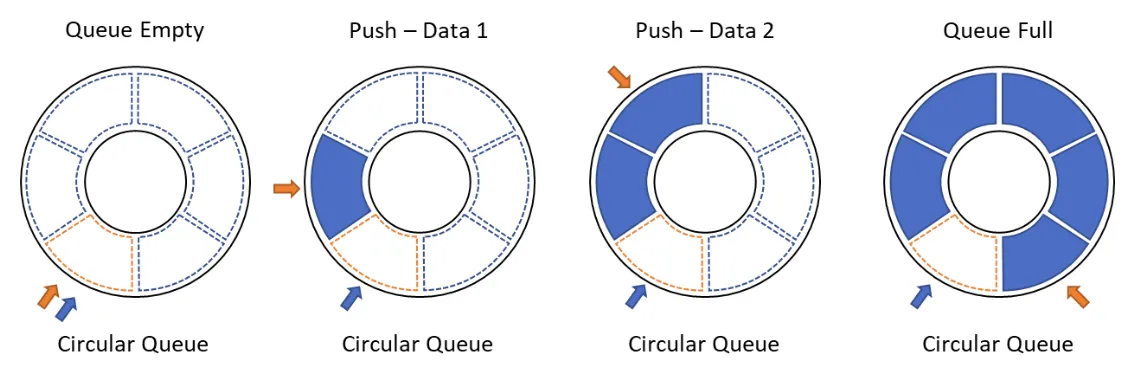 Queue Empty
Push – Data 1
Push – Data 2
Queue Full
Circular Queue
Circular Queue
Circular Queue
Circular Queue